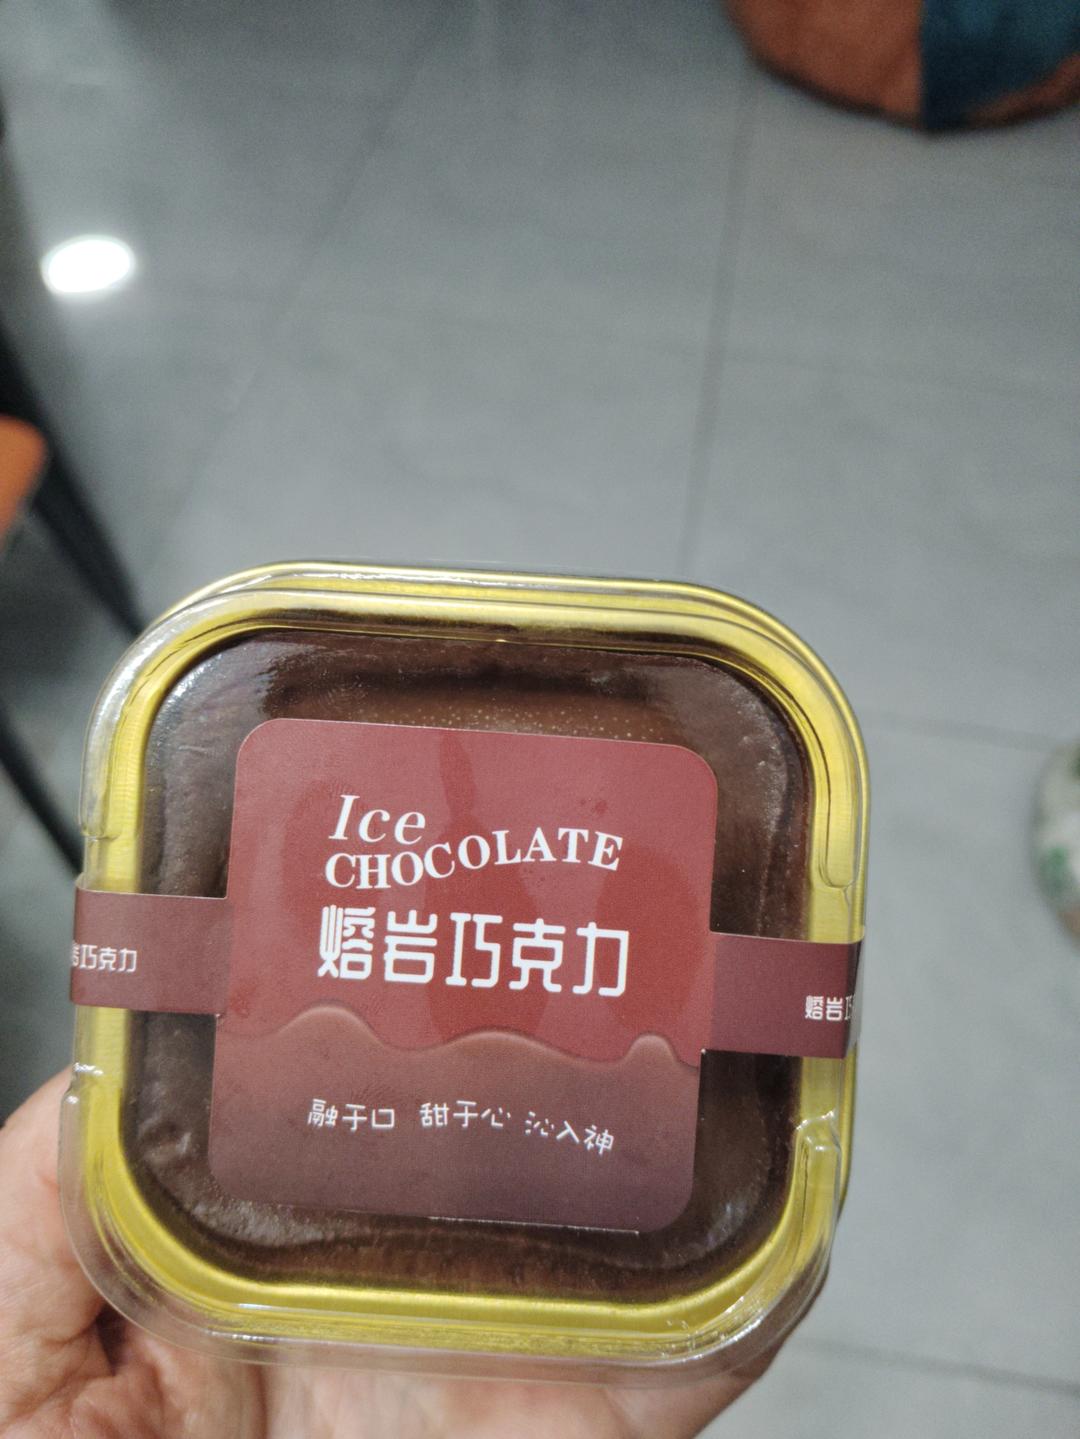 Ice
CHOCOLATE
熔岩巧克力
岩巧克力
熔岩巧
融于口 甜于心 沁入神